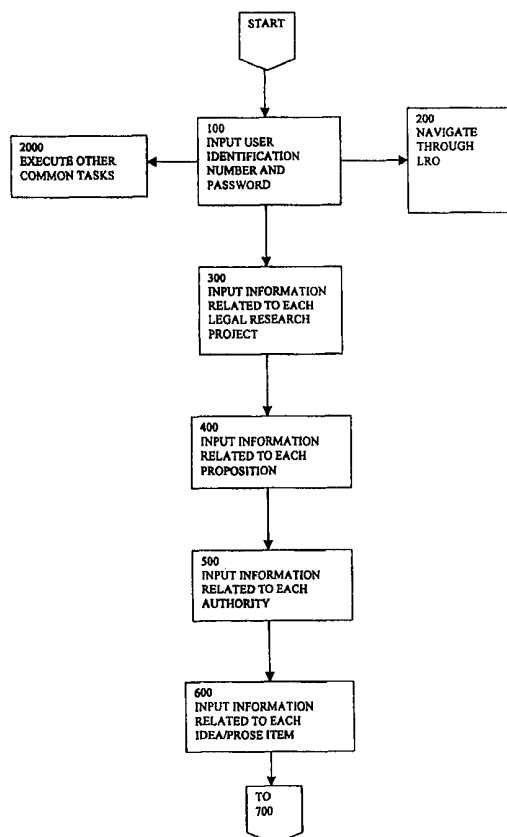 START
100
INPUT USER
IDENTIFICATION
NUMBER AND
PASSWORD
2000
EXECUTE OTHER
COMMON TASKS
200
NAVIGATE
THROUGH
LRO
300
INPUT INFORMATION
RELATED TO EACH
LEGAL RESEARCH
PROJECT
400
INPUT INFORMATION
RELATED TO EACH
PROPOSITION
500
INPUT INFORMATION
RELATED TO EACH
AUTHORITY
600
INPUT INFORMATION
RELATED TO EACH
IDEA/PROSE ITEM
TO
700